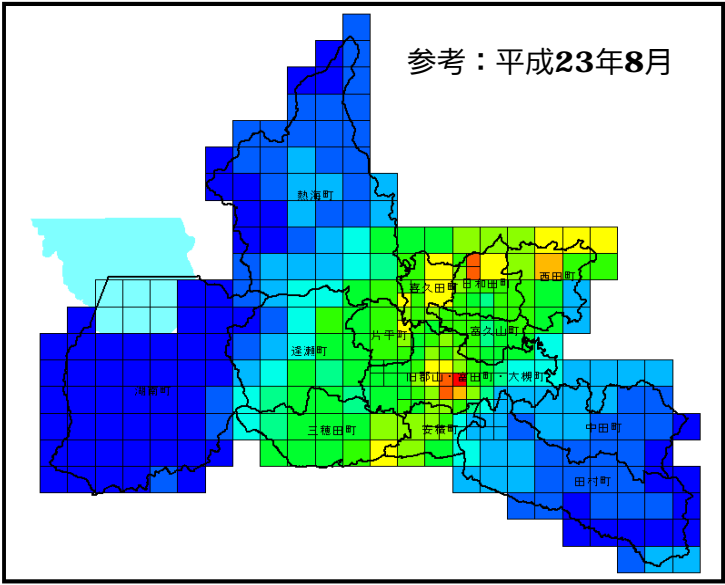 参考：平成23年8月
熱海町
西田町
喜久田町
日和田町
片平町
富久山町
逢瀬町
旧郡山・富田町・大槻町
湖南町
三穂田町
安積町
中田町
田村町